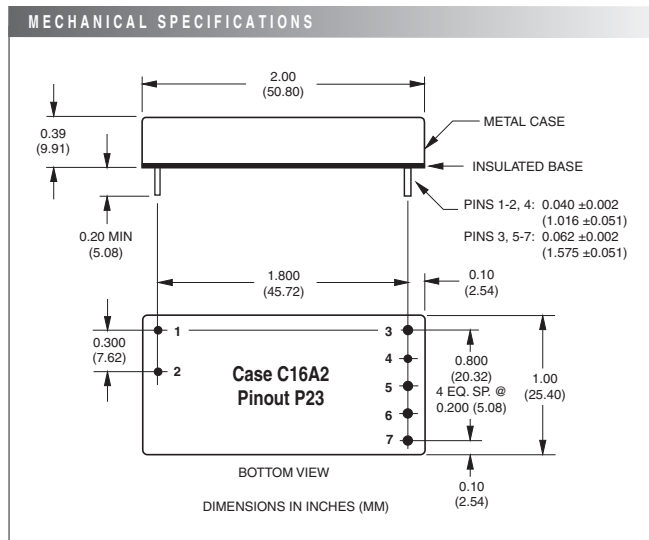 MECHANICAL SPECIFICATIONS
2.00
(50.80)
0.39
(9.91)
METAL CASE
INSULATED BASE
PINS 1-2, 4: 0.040 ±0.002
(1.016 ±0.051)
PINS 3, 5-7: 0.062 ±0.002
(1.575 ±0.051)
0.20 MIN
(5.08)
1.800
(45.72)
0.10
(2.54)
0.300
(7.62)
1
2
Case C16A2
Pinout P23
3
4
5
6
7
0.800
(20.32)
4 EQ. SP. @
0.200 (5.08)
1.00
(25.40)
BOTTOM VIEW
0.10
(2.54)
DIMENSIONS IN INCHES (MM)